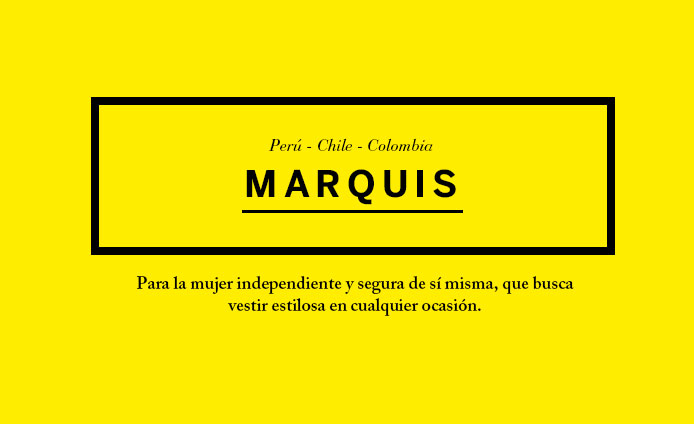 Perú - Chile - Colombia
MARQUIS
Para la mujer independiente y segura de sí misma, que busca
vestir estilosa en cualquier ocasión.